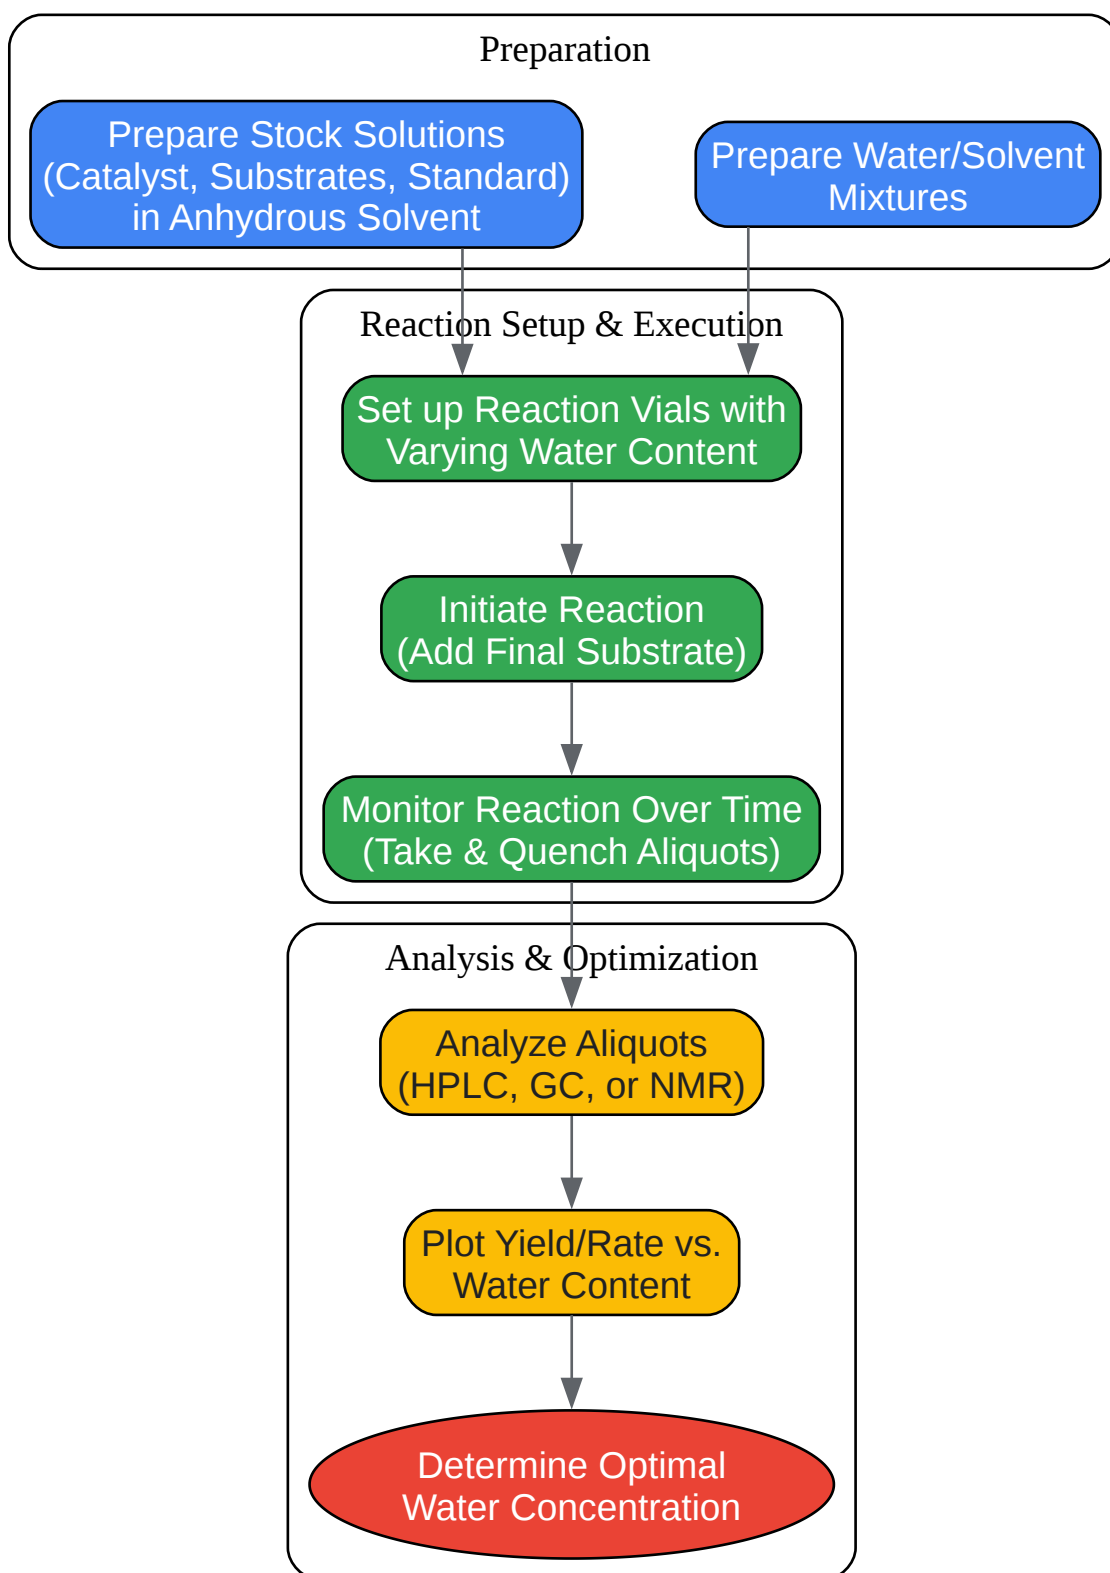 Preparation
Prepare Stock Solutions
(Catalyst, Substrates, Standard)
in Anhydrous Solvent
Prepare Water/Solvent
Mixtures
Reaction Setup & Execution
Set up Reaction Vials with
Varying Water Content
Initiate Reaction
(Add Final Substrate)
Monitor Reaction Over Time
(Take & Quench Aliquots)
Analysis & Optimization
Analyze Aliquots
(HPLC, GC, or NMR)
Plot Yield/Rate vs.
Water Content
Determine Optimal
Water Concentration